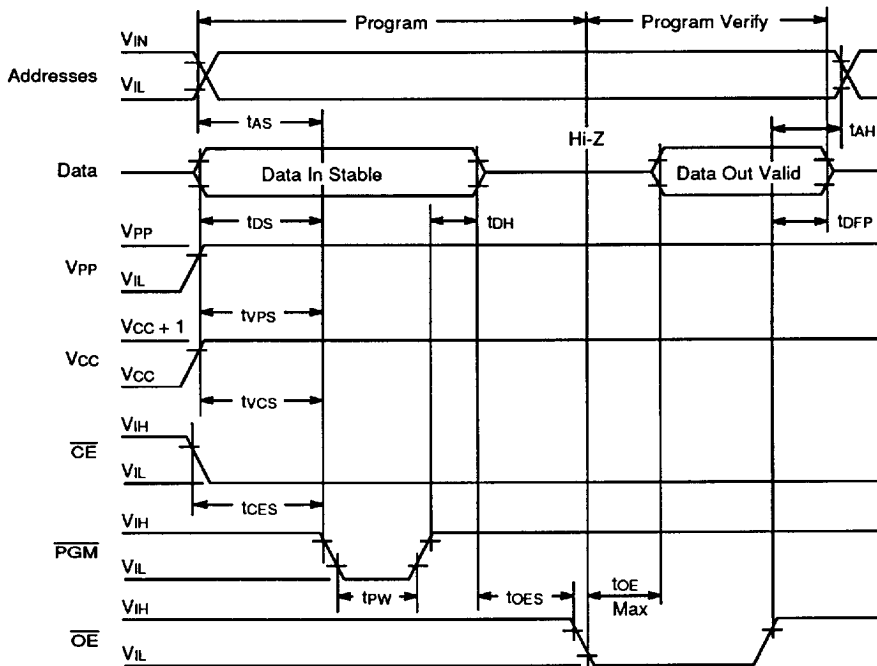 Program Program Verify
VIN
Addresses
VIL
tAS tAH
Hi-Z
Data Data In Stable Data Out Valid
tDS tDH tDFP
VPP
VPP
VIL
tVPS
VCC + 1
VCC
VCC
tVCS
VIH
CE
VIL
tCES
VIH
PGM
VIL
tPW tOES tOE
Max
VIH
OE
VIL